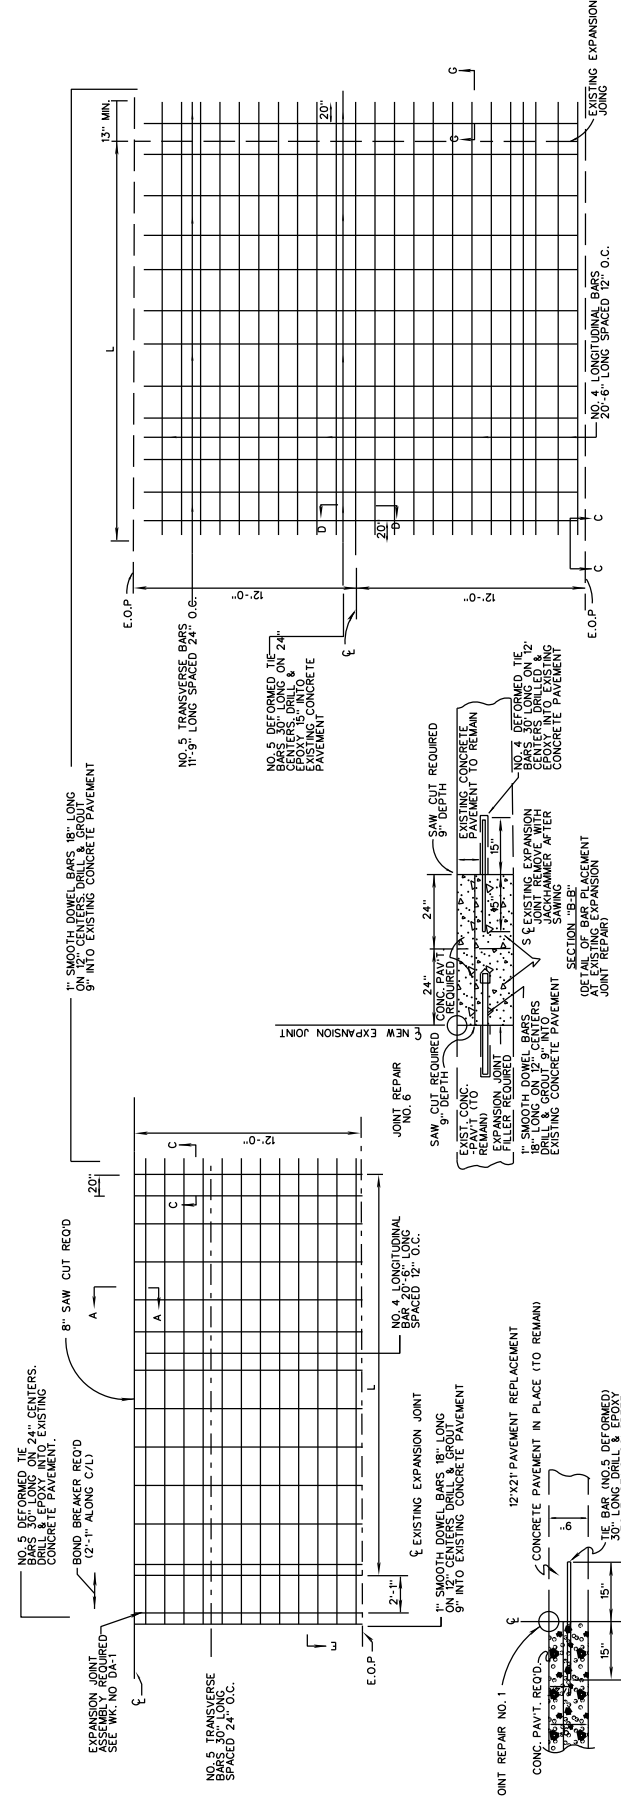 NO. 5 DEFORMED TIE
BARS 30" LONG ON 24" CENTERS.
DRILL & EPOXY INTO EXISTING
CONCRETE PAVEMENT.
BOND BREAKER REQ'D
(2'-1" ALONG C/L)
8" SAW CUT REQ'D
EXPANSION JOINT
ASSEMBLY REQUIRED
SEE WK. NO DA-1
A
A
20"
C
C
12'-0"
NO. 5 TRANSVERSE
BARS 30" LONG
SPACED 24" O.C.
E
E.O.P
2'-1"
L
NO. 4 LONGITUDINAL
BAR 20'-6" LONG
SPACED 12" O.C.
℄ EXISTING EXPANSION JOINT
1" SMOOTH DOWEL BARS 18" LONG
ON 12" CENTERS DRILL & GROUT
9" INTO EXISTING CONCRETE PAVEMENT
1" SMOOTH DOWEL BARS 18" LONG
ON 12" CENTERS. DRILL & GROUT
9" INTO EXISTING CONCRETE PAVEMENT
13" MIN.
L
E.O.P
NO. 5 TRANSVERSE BARS
11'-9" LONG SPACED 24" O.C.
12'-0"
12'-0"
NO. 5 DEFORMED TIE
BARS 30" LONG ON 24"
CENTERS. DRILL &
EPOXY 15" INTO
EXISTING CONCRETE
PAVEMENT
℄
D
D
20"
20"
G
G
C
C
E.O.P
NO. 4 LONGITUDINAL BARS
20'-6" LONG SPACED 12" O.C.
EXISTING EXPANSION
JOING
JOINT REPAIR
NO. 6
℄ NEW EXPANSION JOINT
SAW CUT REQUIRED
9" DEPTH
24"
24"
SAW CUT REQUIRED
9" DEPTH
CONC. PAV'T.
REQUIRED
EXISTING CONCRETE
PAVEMENT TO REMAIN
EXIST. CONC.
-PAV'T (TO
REMAIN)
EXPANSION JOINT
FILLER REQUIRED
15"
1" SMOOTH DOWEL BARS
18" LONG ON 12" CENTERS
DRILL & GROUT 9" INTO
EXISTING CONCRETE PAVEMENT
S ℄ EXISTING EXPANSION
JOINT REMOVE WITH
JACKHAMMER AFTER
SAWING
NO. 4 DEFORMED TIE
BARS 30' LONG ON 12'
CENTERS DRILLED &
EPOXY INTO EXISTING
CONCRETE PAVEMENT
SECTION "B-B"
(DETAIL OF BAR PLACEMENT
AT EXISTING EXPANSION
JOINT REPAIR)
12'X21' PAVEMENT REPLACEMENT
OINT REPAIR NO. 1
℄
CONCRETE PAVEMENT IN PLACE (TO REMAIN)
CONC. PAV'T. REQ'D.
9"
15"
15"
TIE BAR (NO.5 DEFORMED)
30" LONG DRILL & EPOXY